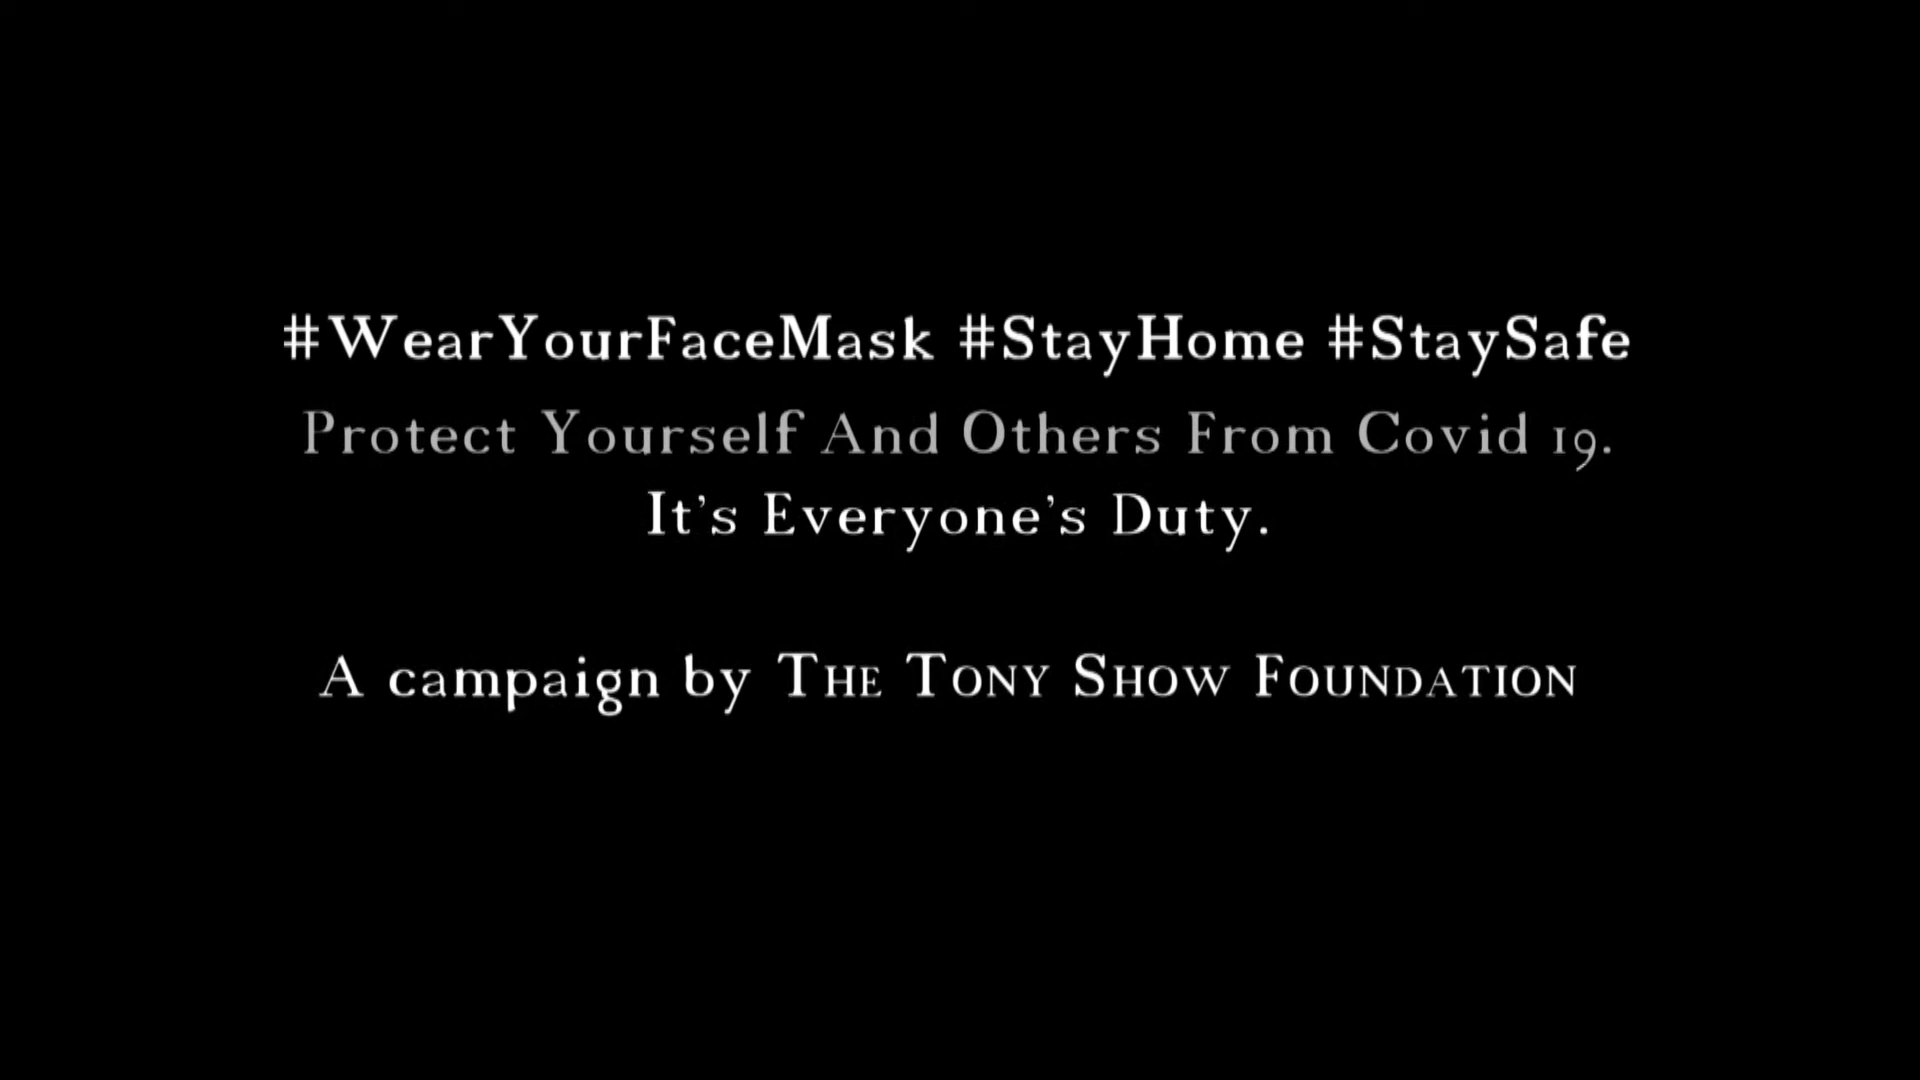 #WearYourFaceMask #StayHome #StaySafe
Protect Yourself And Others From Covid 19.
It's Everyone's Duty.
A campaign by The Tony Show Foundation